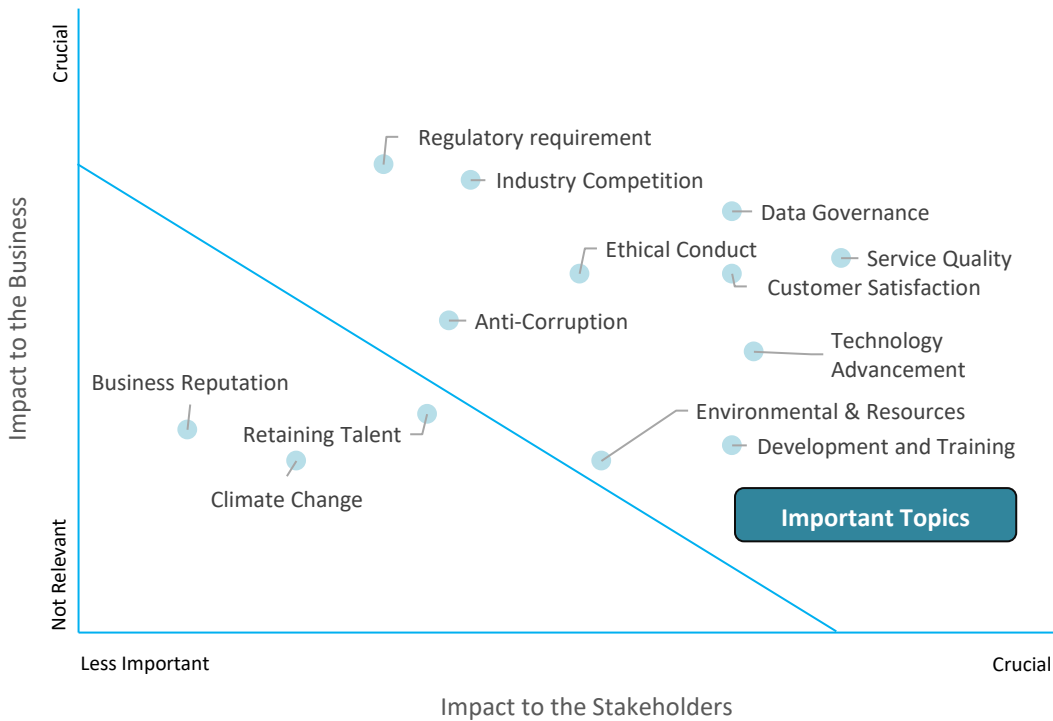 Crucial
Impact to the Business
Not Relevant
Regulatory requirement
Industry Competition
Data Governance
Ethical Conduct
Service Quality
Customer Satisfaction
Anti-Corruption
Technology
Advancement
Business Reputation
Environmental & Resources
Retaining Talent
Development and Training
Climate Change
Important Topics
Less Important
Crucial
Impact to the Stakeholders